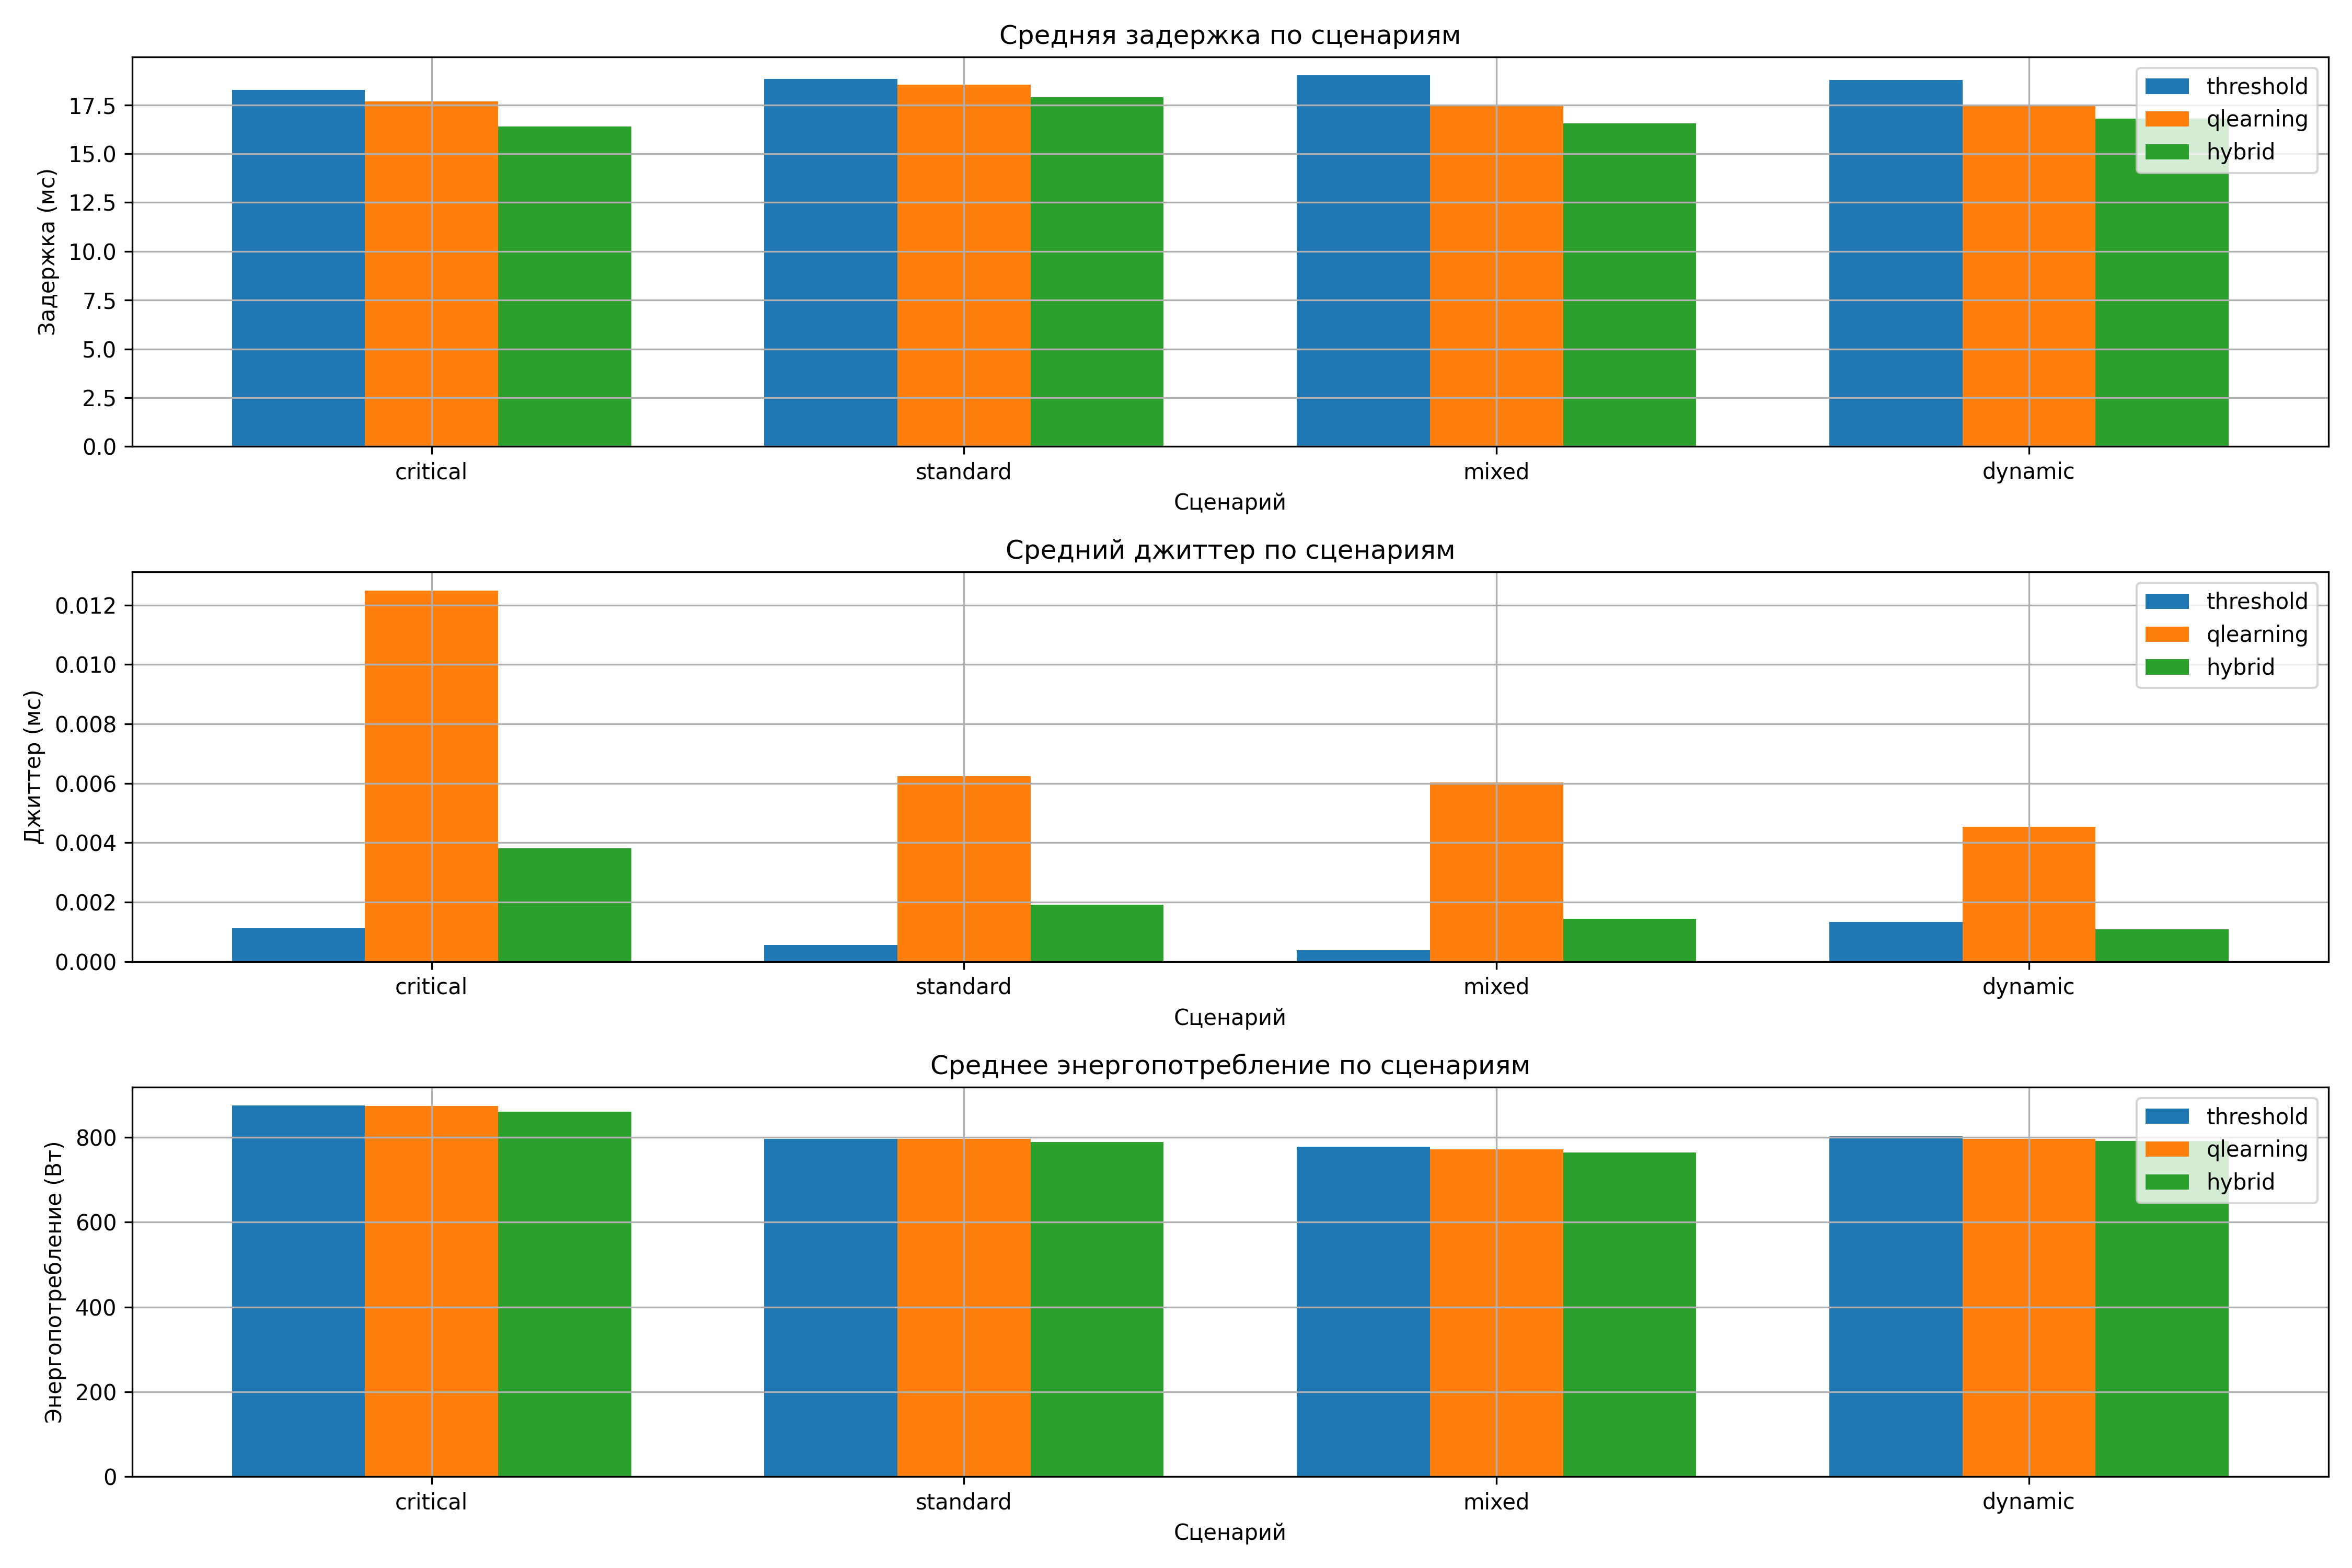 Средняя задержка по сценариям
Задержка (мс)
17.5
15.0
12.5
10.0
7.5
5.0
2.5
0.0
threshold
qlearning
hybrid
critical
standard
mixed
dynamic
Сценарий
Средний джиттер по сценариям
Джиттер (мс)
0.012
0.010
0.008
0.006
0.004
0.002
0.000
threshold
qlearning
hybrid
critical
standard
mixed
dynamic
Сценарий
Среднее энергопотребление по сценариям
Энергопотребление (Вт)
800
600
400
200
0
threshold
qlearning
hybrid
critical
standard
mixed
dynamic
Сценарий